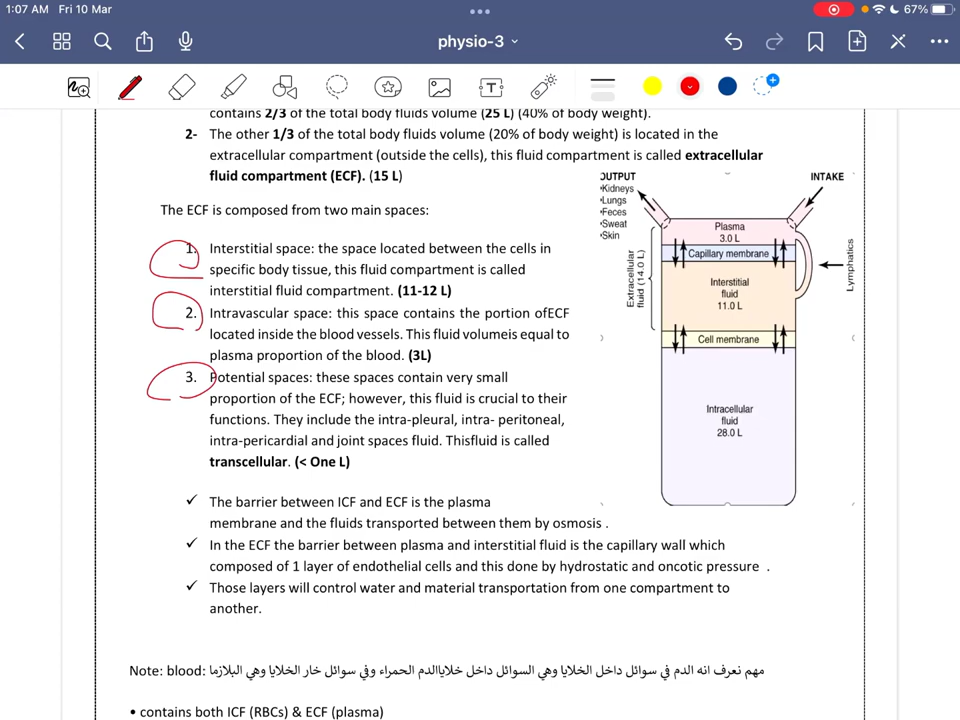 1:07 AM Fri 10 Mar
67%
physio-3
contains 2/3 of the total body fluids volume (25 L) (40% of body weight).
2- The other 1/3 of the total body fluids volume (20% of body weight) is located in the
extracellular compartment (outside the cells), this fluid compartment is called extracellular
fluid compartment (ECF). (15 L)
The ECF is composed from two main spaces:
1. Interstitial space: the space located between the cells in
specific body tissue, this fluid compartment is called
interstitial fluid compartment. (11-12 L)
2. Intravascular space: this space contains the portion ofECF
located inside the blood vessels. This fluid volumeis equal to
plasma proportion of the blood. (3L)
3. Potential spaces: these spaces contain very small
proportion of the ECF; however, this fluid is crucial to their
functions. They include the intra-pleural, intra- peritoneal,
intra-pericardial and joint spaces fluid. Thisfluid is called
transcellular. (< One L)
OUTPUT
•Kidneys
•Lungs
•Feces
•Sweat
•Skin
INTAKE
Plasma
3.0 L
Capillary membrane
Interstitial
fluid
11.0 L
Cell membrane
Intracellular
fluid
28.0 L
Extracellular
fluid (14.0 L)
Lymphatics
✓ The barrier between ICF and ECF is the plasma
membrane and the fluids transported between them by osmosis .
✓ In the ECF the barrier between plasma and interstitial fluid is the capillary wall which
composed of 1 layer of endothelial cells and this done by hydrostatic and oncotic pressure .
✓ Those layers will control water and material transportation from one compartment to
another.
Note: blood: مهم نعرف انه الدم في سوائل داخل الخلايا وهي السوائل داخل خلاياالدم الحمراء وفي سوائل خار الخلايا وهي البلازما
• contains both ICF (RBCs) & ECF (plasma)